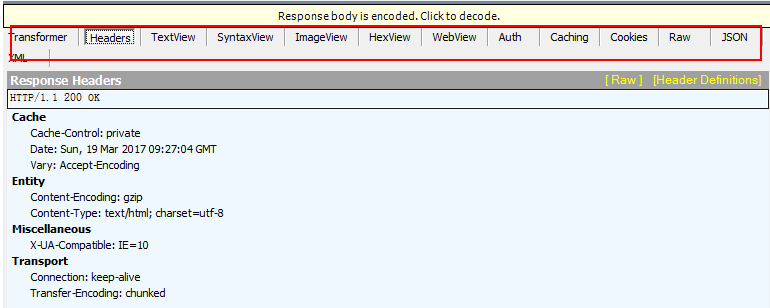 Response body is encoded. Click to decode.
Transformer Headers TextView SyntaxView ImageView HexView WebView Auth Caching Cookies Raw JSON
XML
Response Headers [ Raw ] [Header Definitions]
HTTP/1.1 200 OK
Cache
Cache-Control: private
Date: Sun, 19 Mar 2017 09:27:04 GMT
Vary: Accept-Encoding
Entity
Content-Encoding: gzip
Content-Type: text/html; charset=utf-8
Miscellaneous
X-UA-Compatible: IE=10
Transport
Connection: keep-alive
Transfer-Encoding: chunked